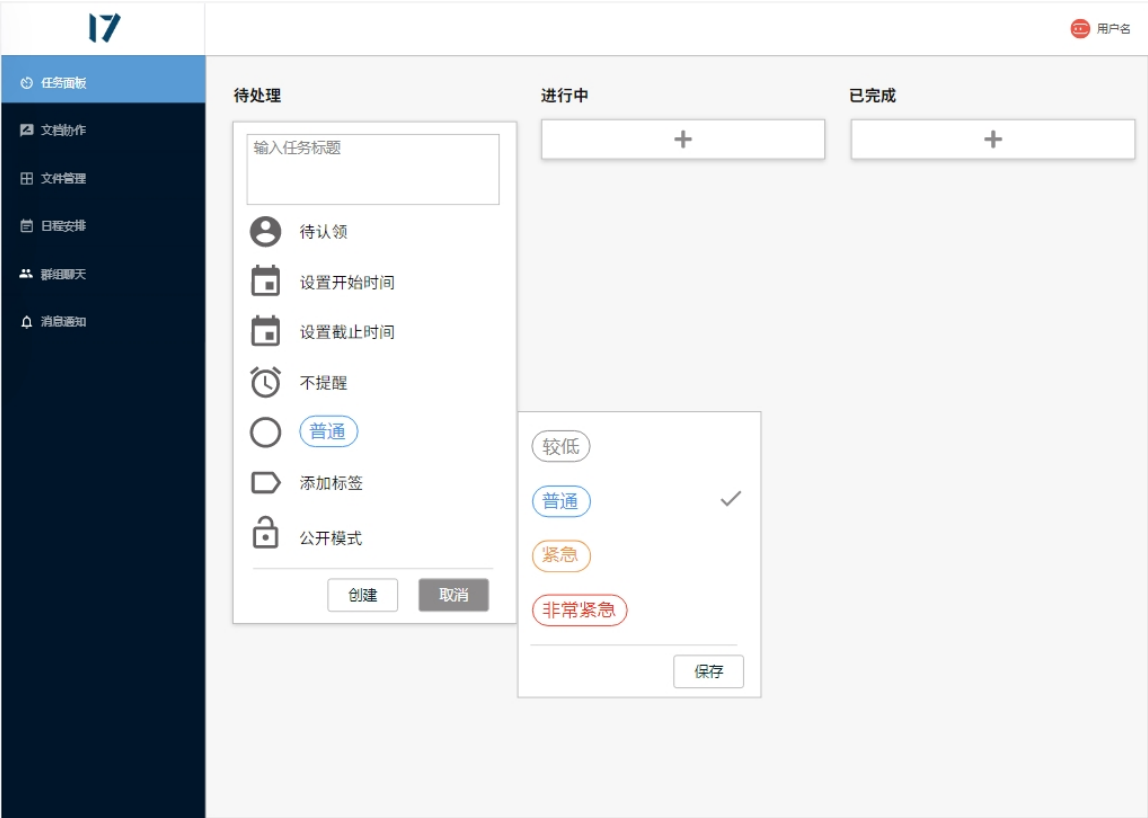 17
用户名
任务面板
文档协作
文件管理
日程安排
群组聊天
消息通知
待处理
进行中
已完成
输入任务标题
待认领
设置开始时间
设置截止时间
不提醒
普通
添加标签
公开模式
创建
取消
较低
普通
紧急
非常紧急
保存